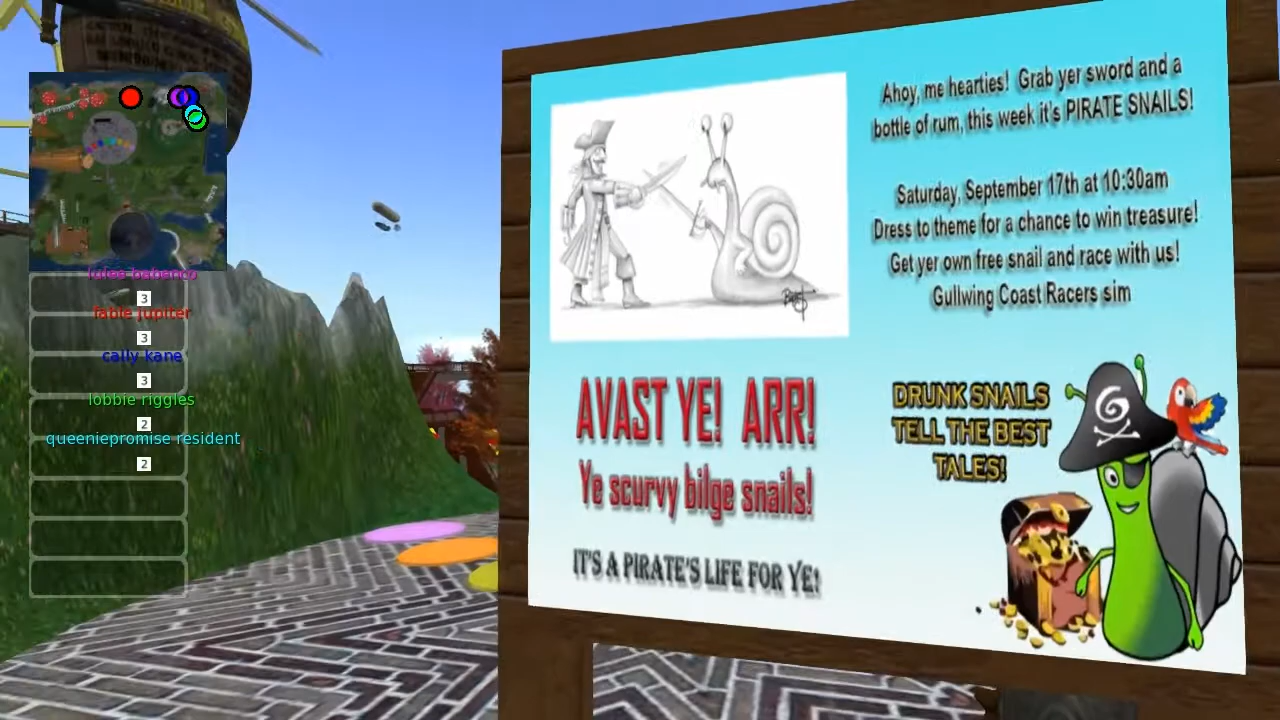 lulea babenco
3
fable jupiter
3
cally kane
3
lobbie riggles
2
queeniepromise resident
2
Ahoy, me hearties! Grab yer sword and a
bottle of rum, this week it's PIRATE SNAILS!
Saturday, September 17th at 10:30am
Dress to theme for a chance to win treasure!
Get yer own free snail and race with us!
Gullwing Coast Racers sim
AVAST YE! ARR!
Ye scurvy bilge snails!
IT'S A PIRATE'S LIFE FOR YE!
DRUNK SNAILS
TELL THE BEST
TALES!